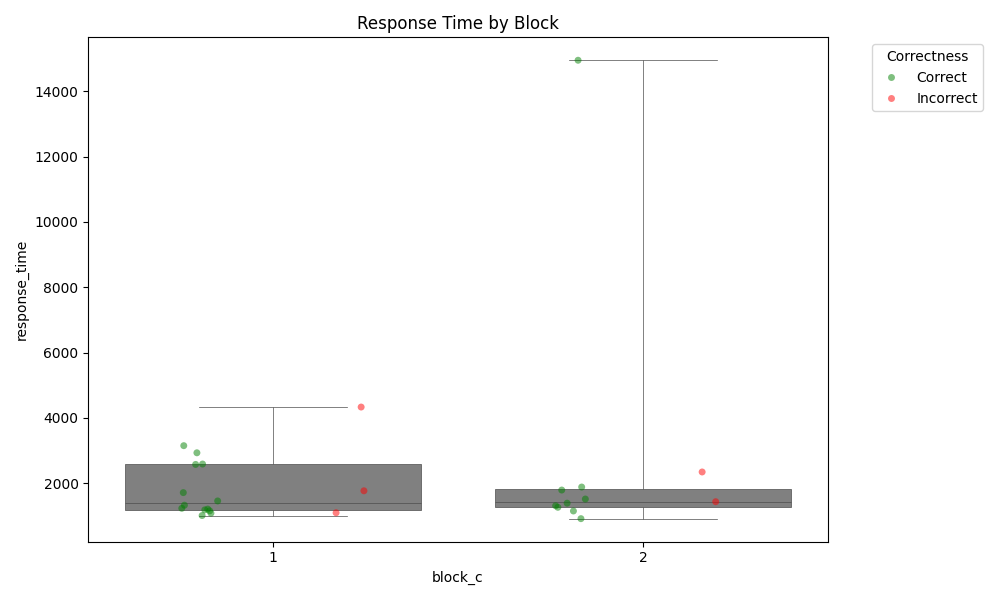 Response Time by Block
Correctness
Correct
Incorrect
response_time
14000
12000
10000
8000
6000
4000
2000
1
2
block_c